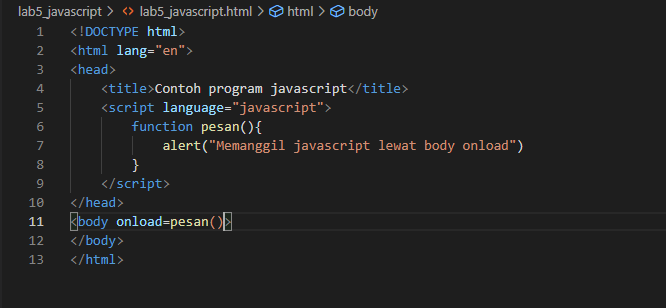 lab5_javascript > lab5_javascript.html > html > body
1 <!DOCTYPE html>
2 <html lang="en">
3 <head>
4     <title>Contoh program javascript</title>
5     <script language="javascript">
6         function pesan(){
7             alert("Memanggil javascript lewat body onload")
8         }
9     </script>
10 </head>
11 <body onload=pesan()>
12 </body>
13 </html>